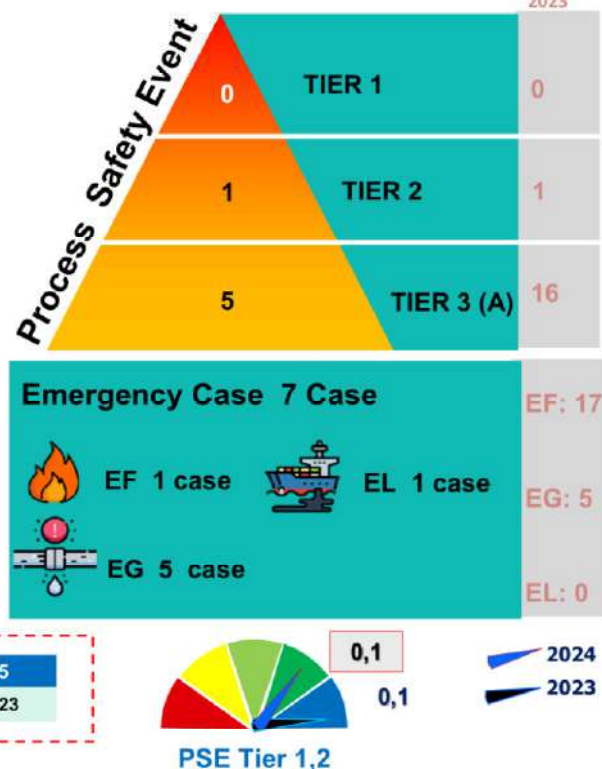 2023
Process Safety Event
0 TIER 1 0
1 TIER 2 1
5 TIER 3 (A) 16
Emergency Case 7 Case
EF: 17
EF 1 case
EL 1 case
EG: 5
!
EG 5 case
EL: 0
5
23
0,1
0,1
2024
2023
PSE Tier 1,2